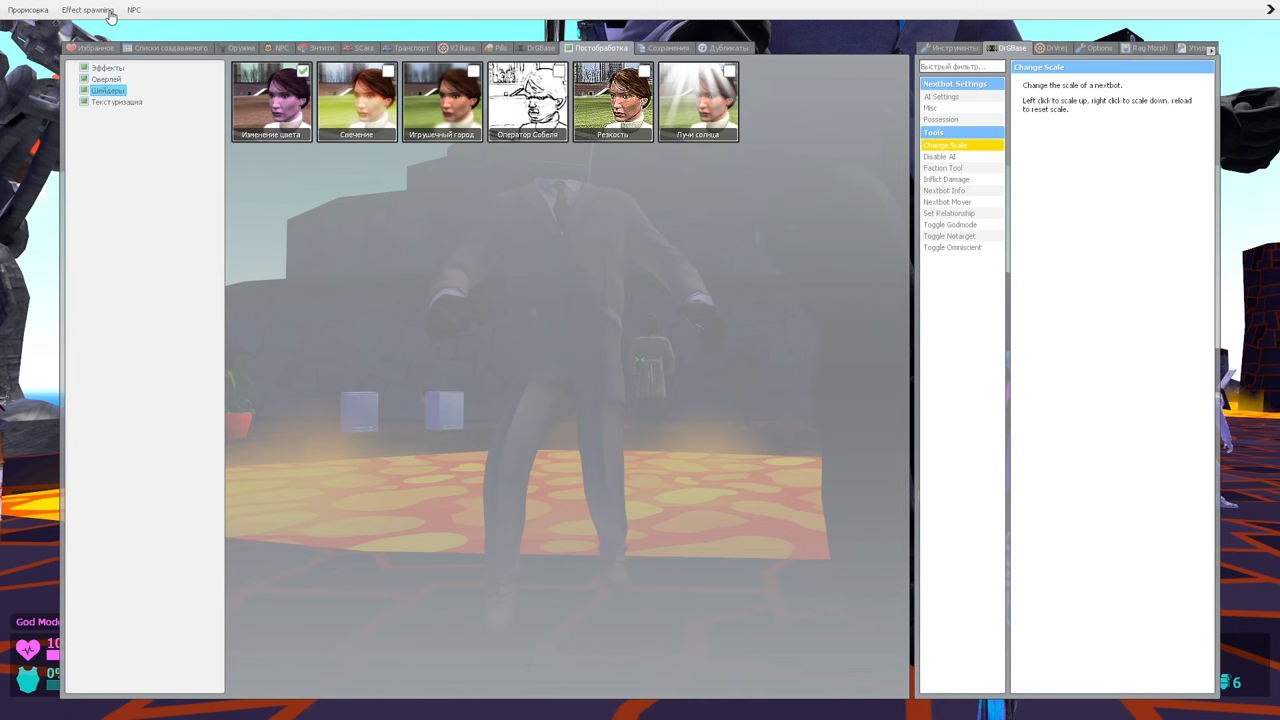 Прорисовка Effect spawning NPC
Избранное Списки создаваемого Оружие NPC Энтити SCars Транспорт VJ Base Pills DrGBase Постобработка Сохранения Дубликаты
Инструменты DrGBase DrVrej Options Rag Morph Утили
Эффекты
Оверлей
Шейдеры
Текстуризация
Изменение цвета Свечение Игрушечный город Оператор Собеля Резкость Лучи солнца
Быстрый фильтр...
Nextbot Settings
AI Settings
Misc
Possession
Tools
Change Scale
Disable AI
Faction Tool
Inflict Damage
Nextbot Info
Nextbot Mover
Set Relationship
Toggle Godmode
Toggle Notarget
Toggle Omniscient
Change Scale
Change the scale of a nextbot.
Left click to scale up, right click to scale down, reload
to reset scale.
God Mode
10
0%
6